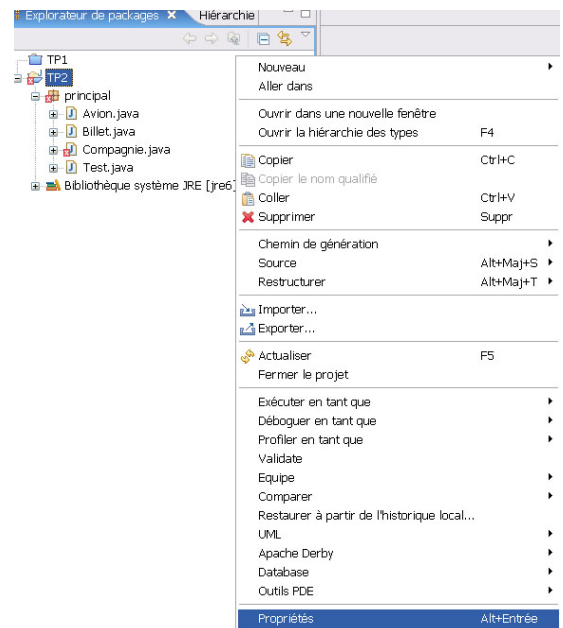 Explorateur de packages
Hiérarchie
TP1
TP2
principal
Avion.java
Billet.java
Compagnie.java
Test.java
Bibliothèque système JRE [jre6]
Nouveau
Aller dans
Ouvrir dans une nouvelle fenêtre
Ouvrir la hiérarchie des types F4
Copier Ctrl+C
Copier le nom qualifié
Coller Ctrl+V
Supprimer Suppr
Chemin de génération
Source Alt+Maj+S
Restructurer Alt+Maj+T
Importer...
Exporter...
Actualiser F5
Fermer le projet
Exécuter en tant que
Déboguer en tant que
Profiler en tant que
Validate
Equipe
Comparer
Restaurer à partir de l'historique local...
UML
Apache Derby
Database
Outils PDE
Propriétés Alt+Entrée